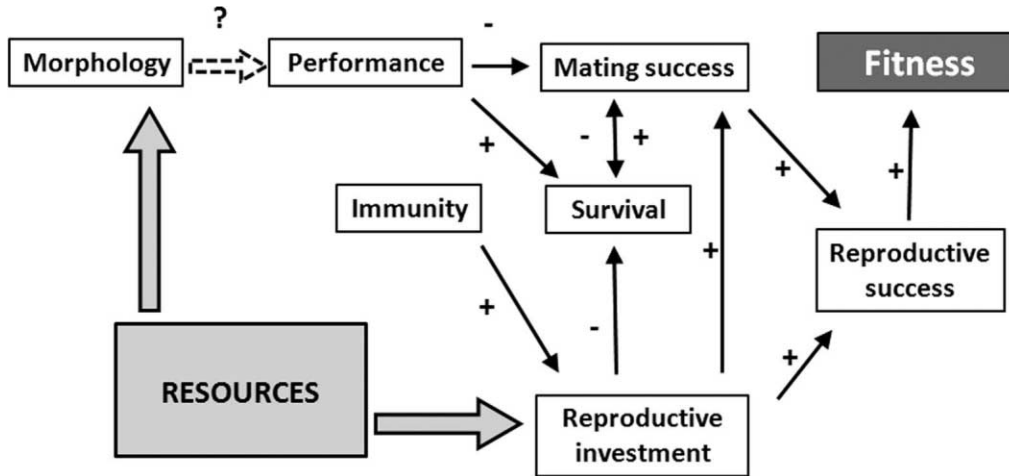 ?
Morphology
Performance
-
Mating success
Fitness
+
-
+
+
+
Immunity
Survival
+
Reproductive
success
+
-
+
RESOURCES
Reproductive
investment